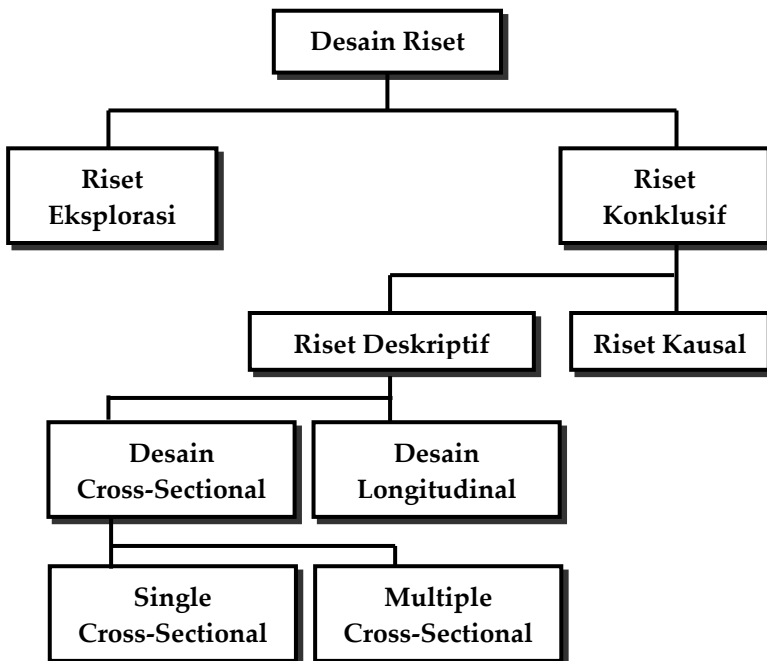 Desain Riset
Riset
Eksplorasi
Riset
Konklusif
Riset Deskriptif
Riset Kausal
Desain
Cross-Sectional
Desain
Longitudinal
Single
Cross-Sectional
Multiple
Cross-Sectional